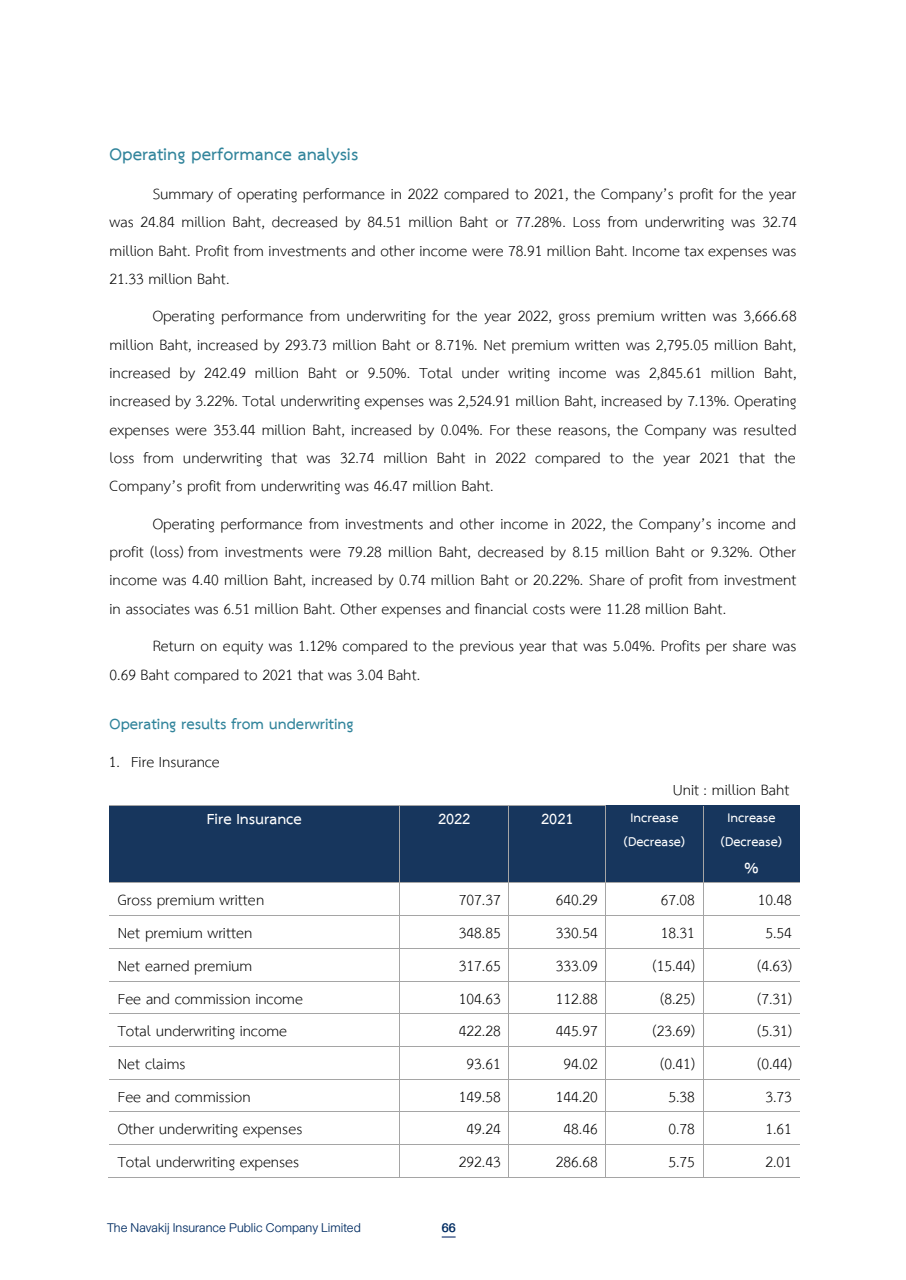 Operating performance analysis
Summary of operating performance in 2022 compared to 2021, the Company's profit for the year
was 24.84 million Baht, decreased by 84.51 million Baht or 77.28%. Loss from underwriting was 32.74
million Baht. Profit from investments and other income were 78.91 million Baht. Income tax expenses was
21.33 million Baht.
Operating performance from underwriting for the year 2022, gross premium written was 3,666.68
million Baht, increased by 293.73 million Baht or 8.71%. Net premium written was 2,795.05 million Baht,
increased by 242.49 million Baht or 9.50%. Total under writing income was 2,845.61 million Baht,
increased by 3.22%. Total underwriting expenses was 2,524.91 million Baht, increased by 7.13%. Operating
expenses were 353.44 million Baht, increased by 0.04%. For these reasons, the Company was resulted
loss from underwriting that was 32.74 million Baht in 2022 compared to the year 2021 that the
Company's profit from underwriting was 46.47 million Baht.
Operating performance from investments and other income in 2022, the Company's income and
profit (loss) from investments were 79.28 million Baht, decreased by 8.15 million Baht or 9.32%. Other
income was 4.40 million Baht, increased by 0.74 million Baht or 20.22%. Share of profit from investment
in associates was 6.51 million Baht. Other expenses and financial costs were 11.28 million Baht.
Return on equity was 1.12% compared to the previous year that was 5.04%. Profits per share was
0.69 Baht compared to 2021 that was 3.04 Baht.
Operating results from underwriting
1. Fire Insurance
Unit : million Baht
Fire Insurance 2022 2021 Increase Increase
(Decrease) (Decrease)
%
Gross premium written 707.37 640.29 67.08 10.48
Net premium written 348.85 330.54 18.31 5.54
Net earned premium 317.65 333.09 (15.44) (4.63)
Fee and commission income 104.63 112.88 (8.25) (7.31)
Total underwriting income 422.28 445.97 (23.69) (5.31)
Net claims 93.61 94.02 (0.41) (0.44)
Fee and commission 149.58 144.20 5.38 3.73
Other underwriting expenses 49.24 48.46 0.78 1.61
Total underwriting expenses 292.43 286.68 5.75 2.01
The Navakij Insurance Public Company Limited 66